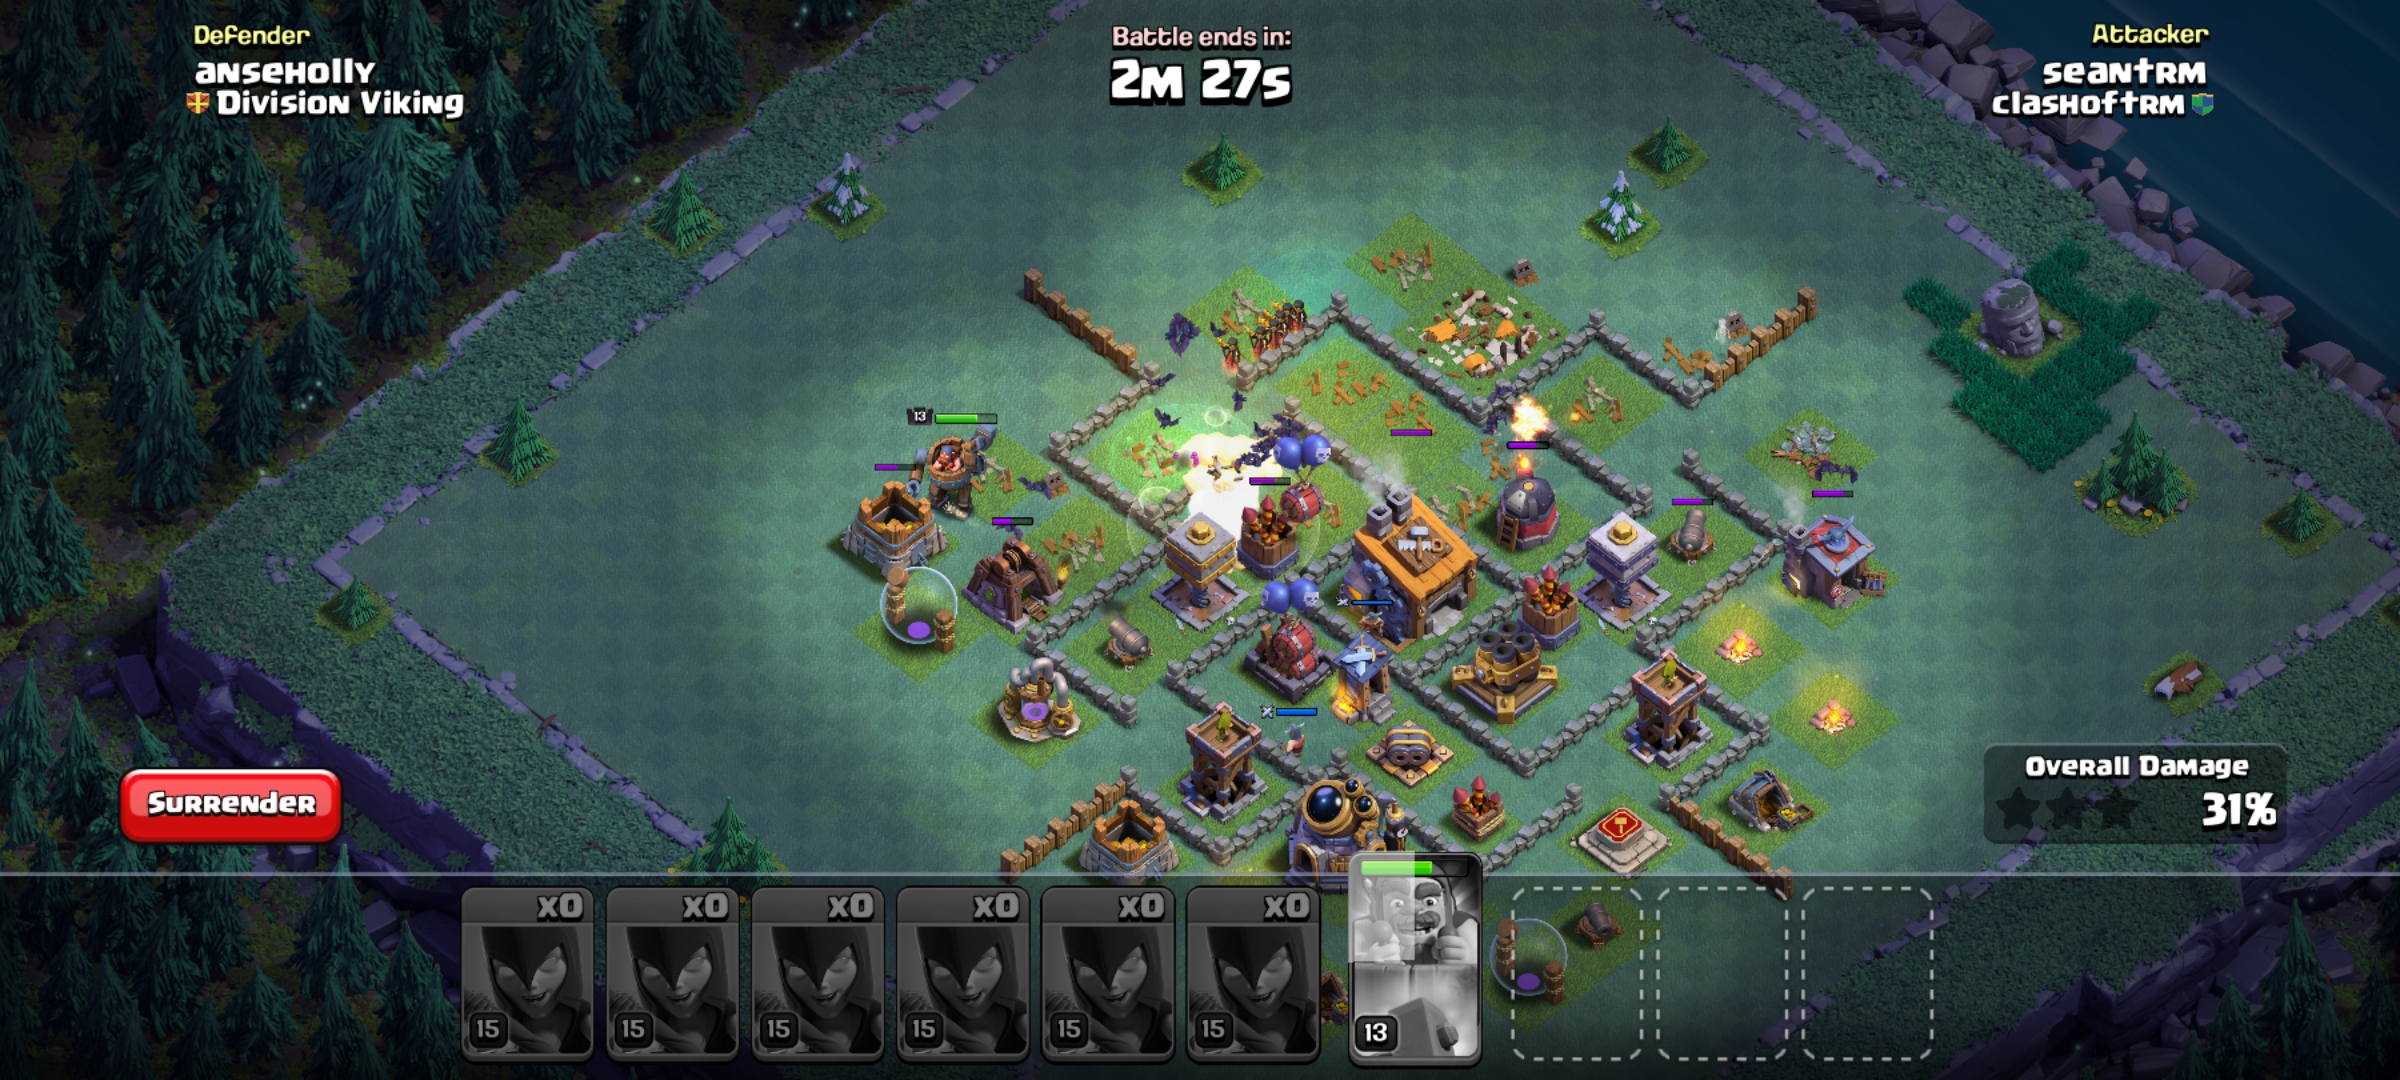 Defender
anseholly
Division Viking
Battle ends in:
2m 27s
Attacker
seantrm
clashoftrm
13
Surrender
Overall Damage
31%
x0
x0
x0
x0
x0
x0
15
15
15
15
15
15
13